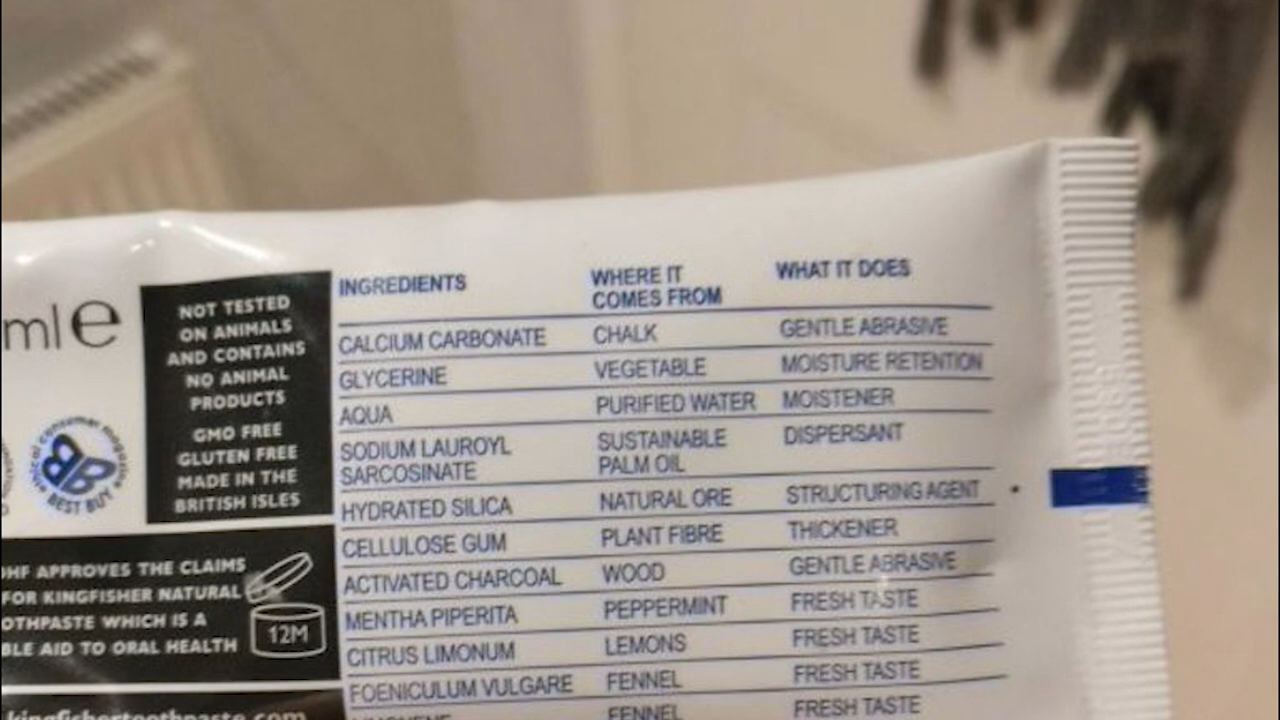 ml e
NOT TESTED
ON ANIMALS
AND CONTAINS
NO ANIMAL
PRODUCTS
GMO FREE
GLUTEN FREE
MADE IN THE
BRITISH ISLES
BEST BUY
DHF APPROVES THE CLAIMS
FOR KINGFISHER NATURAL
OTHPASTE WHICH IS A
BLE AID TO ORAL HEALTH
12M
kingfishertoothpaste.com
INGREDIENTS WHERE IT COMES FROM WHAT IT DOES
CALCIUM CARBONATE CHALK GENTLE ABRASIVE
GLYCERINE VEGETABLE MOISTURE RETENTION
AQUA PURIFIED WATER MOISTENER
SODIUM LAUROYL SUSTAINABLE DISPERSANT
SARCOSINATE PALM OIL
HYDRATED SILICA NATURAL ORE STRUCTURING AGENT
CELLULOSE GUM PLANT FIBRE THICKENER
ACTIVATED CHARCOAL WOOD GENTLE ABRASIVE
MENTHA PIPERITA PEPPERMINT FRESH TASTE
CITRUS LIMONUM LEMONS FRESH TASTE
FOENICULUM VULGARE FENNEL FRESH TASTE
FENNEL FRESH TASTE